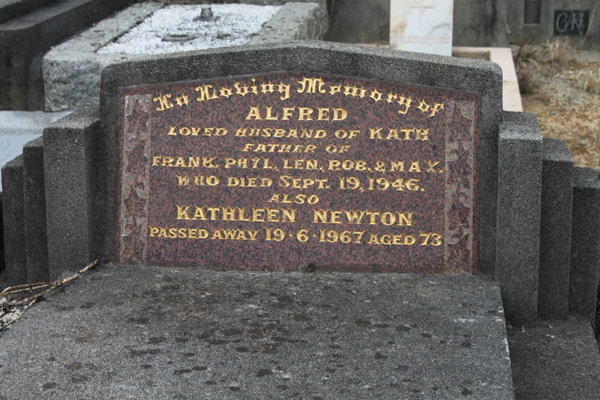 In Loving Memory of
ALFRED
LOVED HUSBAND OF KATH
FATHER OF
FRANK, PHYL, LEN, ROB, & MAX.
WHO DIED SEPT. 19, 1946.
ALSO
KATHLEEN NEWTON
PASSED AWAY 19·6·1967 AGED 73
GN